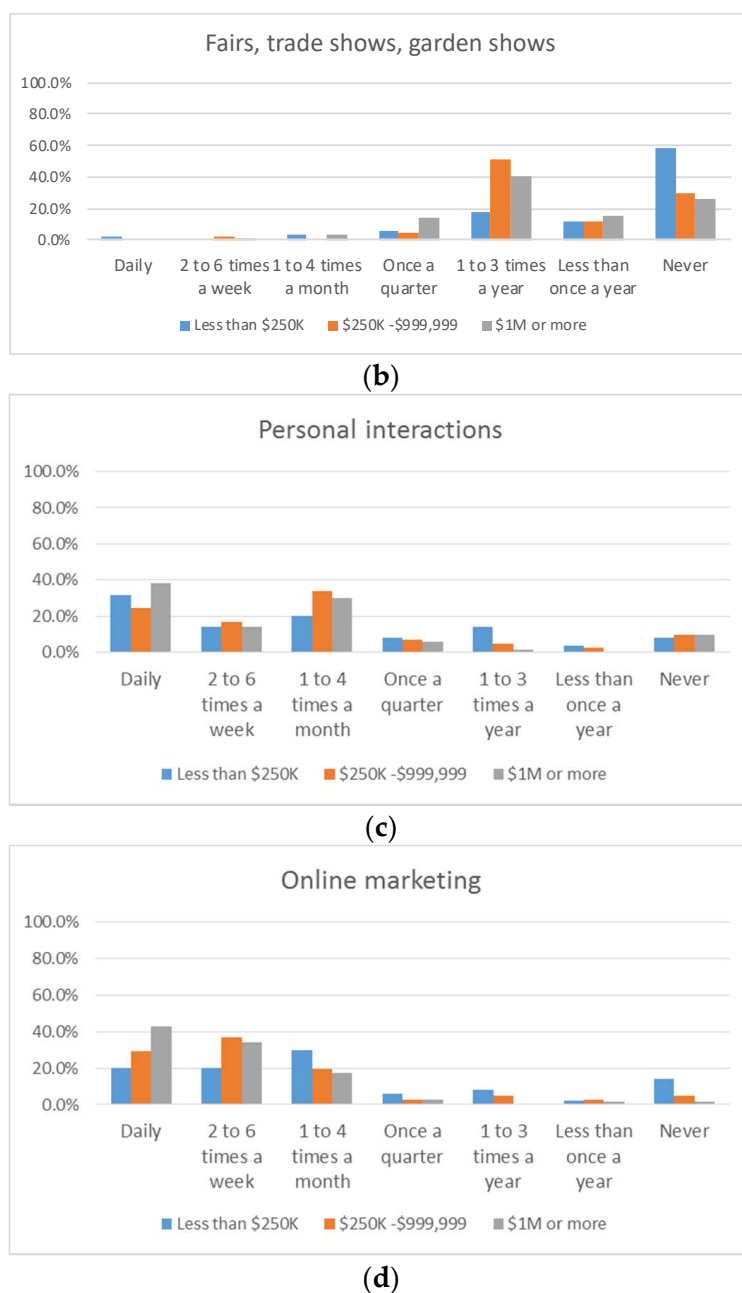 Fairs, trade shows, garden shows
100.0%
80.0%
60.0%
40.0%
20.0%
0.0%
Daily 2 to 6 times 1 to 4 times Once a 1 to 3 times Less than Never
a week a month quarter a year once a year
Less than $250K $250K -$999,999 $1M or more
(b)
Personal interactions
100.0%
80.0%
60.0%
40.0%
20.0%
0.0%
Daily 2 to 6 1 to 4 Once a 1 to 3 Less than Never
times a times a quarter times a once a
week month year year
Less than $250K $250K -$999,999 $1M or more
(c)
Online marketing
100.0%
80.0%
60.0%
40.0%
20.0%
0.0%
Daily 2 to 6 1 to 4 Once a 1 to 3 Less than Never
times a times a quarter times a once a
week month year year
Less than $250K $250K -$999,999 $1M or more
(d)